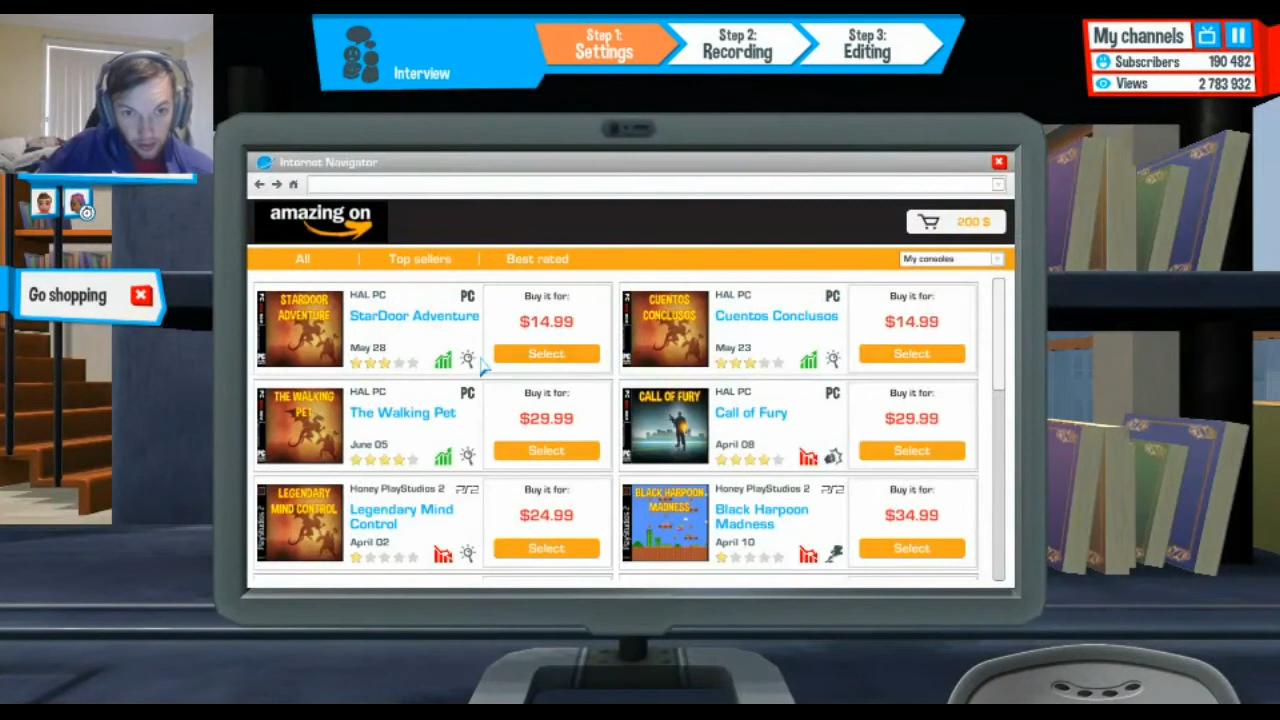 Interview
Step 1:
Settings
Step 2:
Recording
Step 3:
Editing
My channels
Subscribers 190 482
Views 2 783 932
Go shopping
Internet Navigator
amazing on
200 $
All | Top sellers | Best rated
My consoles
STARDOOR
ADVENTURE
HAL PC PC
StarDoor Adventure
May 28
Buy it for:
$14.99
Select
CUENTOS
CONCLUSOS
HAL PC PC
Cuentos Conclusos
May 23
Buy it for:
$14.99
Select
THE WALKING
PET
HAL PC PC
The Walking Pet
June 05
Buy it for:
$29.99
Select
CALL OF FURY
HAL PC PC
Call of Fury
April 08
Buy it for:
$29.99
Select
LEGENDARY
MIND CONTROL
Honey PlayStudios 2 PS2
Legendary Mind
Control
April 02
Buy it for:
$24.99
Select
BLACK HARPOON
MADNESS
Honey PlayStudios 2 PS2
Black Harpoon
Madness
April 10
Buy it for:
$34.99
Select